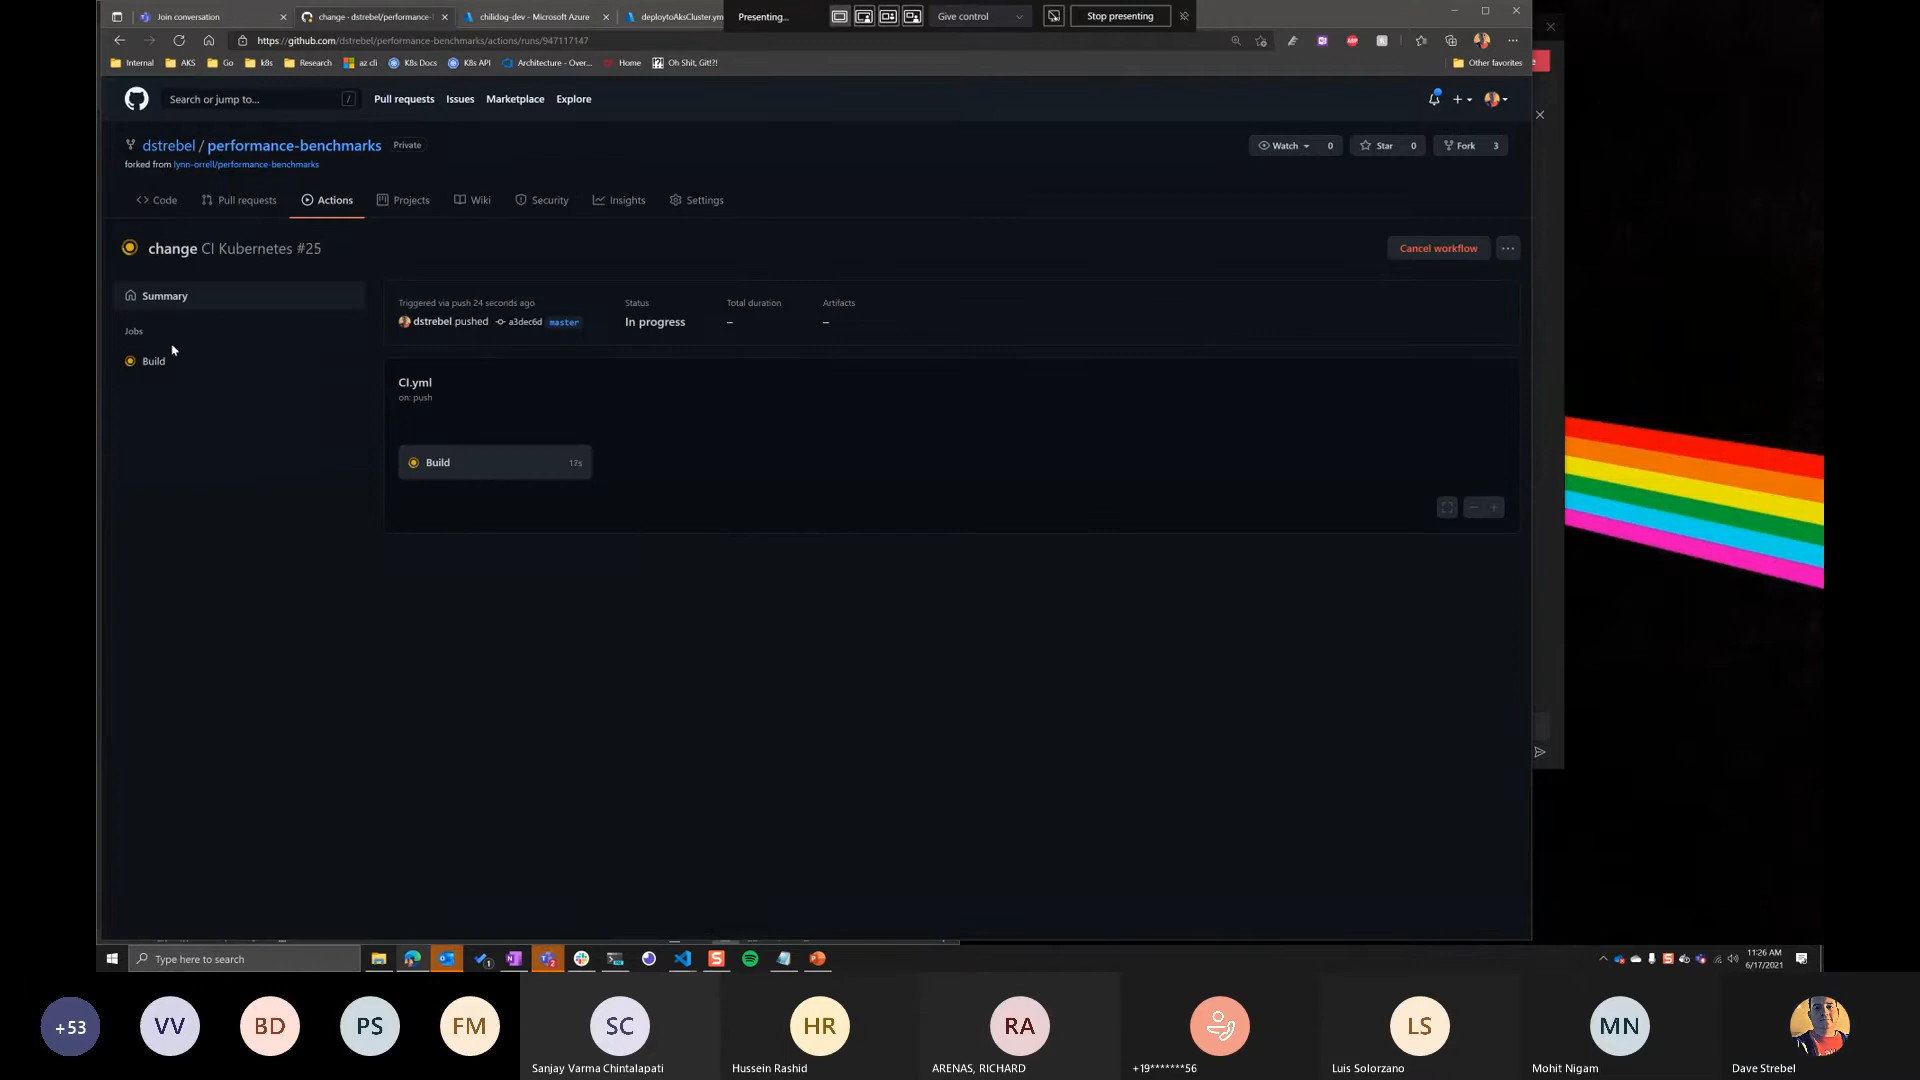 Join conversation
change · dstrebel/performance-
chilidog-dev - Microsoft Azure
deploytoAksCluster.ym
Presenting...
Give control
Stop presenting
https://github.com/dstrebel/performance-benchmarks/actions/runs/947117147
Internal
AKS
Go
k8s
Research
az cli
K8s Docs
K8s API
Architecture - Over...
Home
Oh Shit, Git!?!
Other favorites
Search or jump to...
/
Pull requests
Issues
Marketplace
Explore
dstrebel / performance-benchmarks
Private
forked from lynn-orrell/performance-benchmarks
Watch
0
Star
0
Fork
3
Code
Pull requests
Actions
Projects
Wiki
Security
Insights
Settings
change CI Kubernetes #25
Cancel workflow
Summary
Jobs
Build
Triggered via push 24 seconds ago
dstrebel pushed
a3dec6d
master
Status
In progress
Total duration
–
Artifacts
–
CI.yml
on: push
Build
17s
Type here to search
11:26 AM
6/17/2021
+53
VV
BD
PS
FM
SC
Sanjay Varma Chintalapati
HR
Hussein Rashid
RA
ARENAS, RICHARD
+19*******56
LS
Luis Solorzano
MN
Mohit Nigam
Dave Strebel